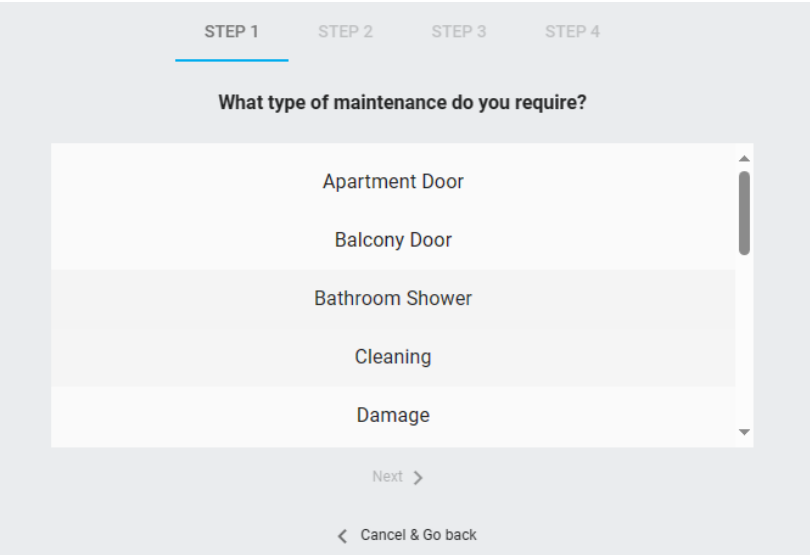 STEP 1 STEP 2 STEP 3 STEP 4
What type of maintenance do you require?
Apartment Door
Balcony Door
Bathroom Shower
Cleaning
Damage
Next
Cancel & Go back